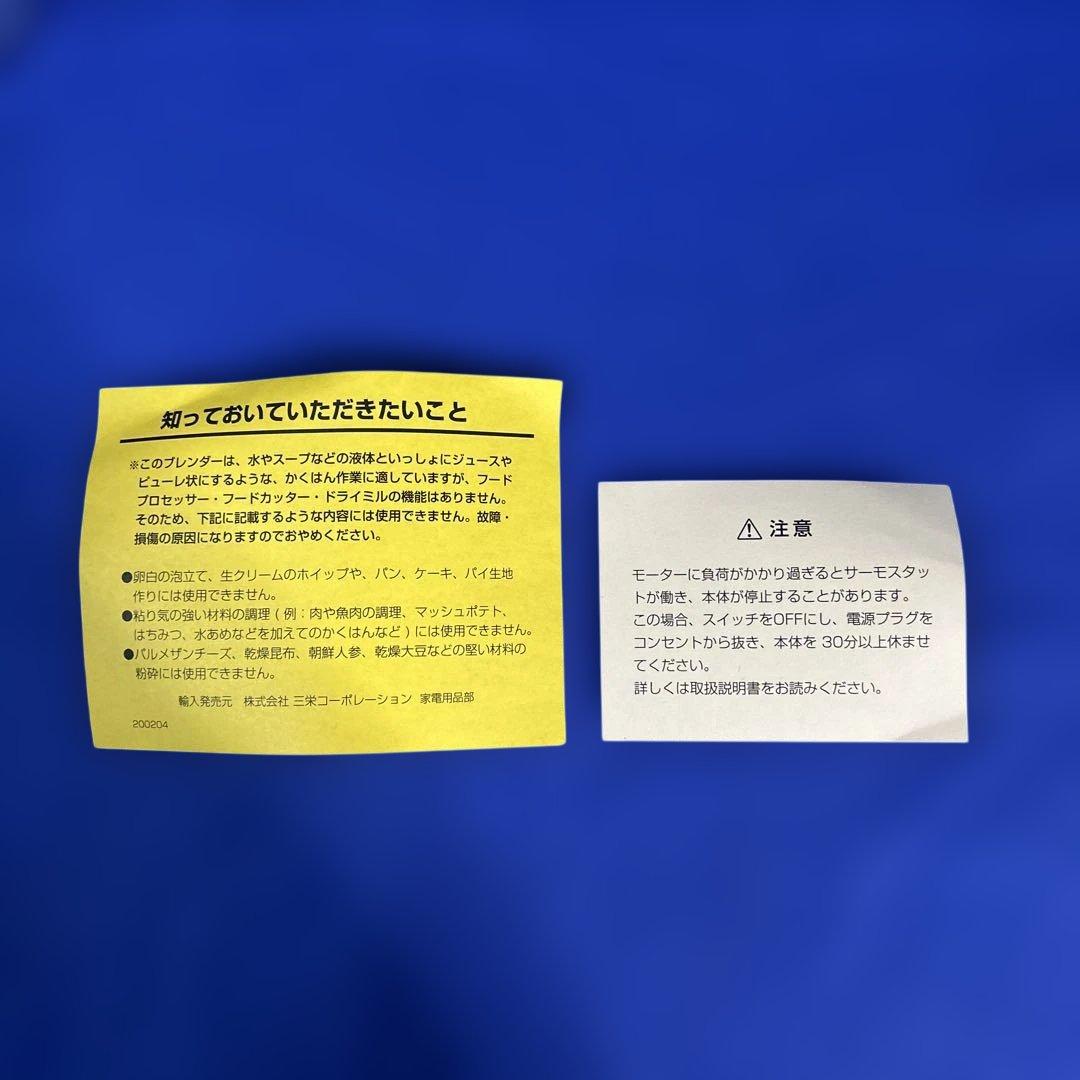 知っておいていただきたいこと
※このブレンダーは、水やスープなどの液体といっしょにジュースや
ピューレ状にするような、かくはん作業に適していますが、フード
プロセッサー・フードカッター・ドライミルの機能はありません。
そのため、下記に記載するような内容には使用できません。故障・
損傷の原因になりますのでおやめください。
●卵白の泡立て、生クリームのホイップや、パン、ケーキ、パイ生地
作りには使用できません。
●粘り気の強い材料の調理 ( 例：肉や魚肉の調理、マッシュポテト、
はちみつ、水あめなどを加えてのかくはんなど ) には使用できません。
●パルメザンチーズ、乾燥昆布、朝鮮人参、乾燥大豆などの堅い材料の
粉砕には使用できません。
輸入発売元 株式会社 三栄コーポレーション 家電用品部
200204
⚠ 注意
モーターに負荷がかかり過ぎるとサーモスタッ
トが働き、本体が停止することがあります。
この場合、スイッチをOFFにし、電源プラグを
コンセントから抜き、本体を 30分以上休ませ
てください。
詳しくは取扱説明書をお読みください。